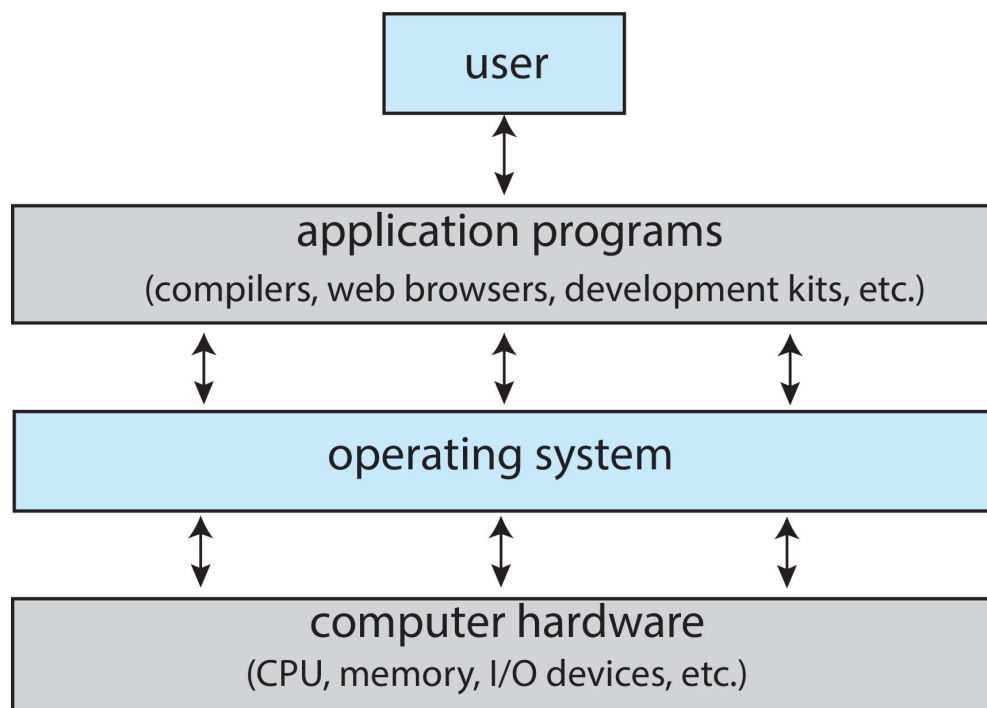 user
application programs
(compilers, web browsers, development kits, etc.)
operating system
computer hardware
(CPU, memory, I/O devices, etc.)